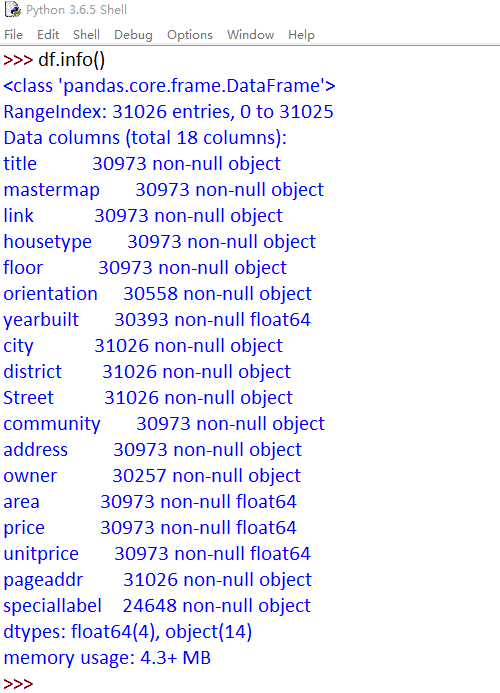 Python 3.6.5 Shell
File Edit Shell Debug Options Window Help
>>> df.info()
<class 'pandas.core.frame.DataFrame'>
RangeIndex: 31026 entries, 0 to 31025
Data columns (total 18 columns):
title 30973 non-null object
mastermap 30973 non-null object
link 30973 non-null object
housetype 30973 non-null object
floor 30973 non-null object
orientation 30558 non-null object
yearbuilt 30393 non-null float64
city 31026 non-null object
district 31026 non-null object
Street 31026 non-null object
community 30973 non-null object
address 30973 non-null object
owner 30257 non-null object
area 30973 non-null float64
price 30973 non-null float64
unitprice 30973 non-null float64
pageaddr 31026 non-null object
speciallabel 24648 non-null object
dtypes: float64(4), object(14)
memory usage: 4.3+ MB
>>>